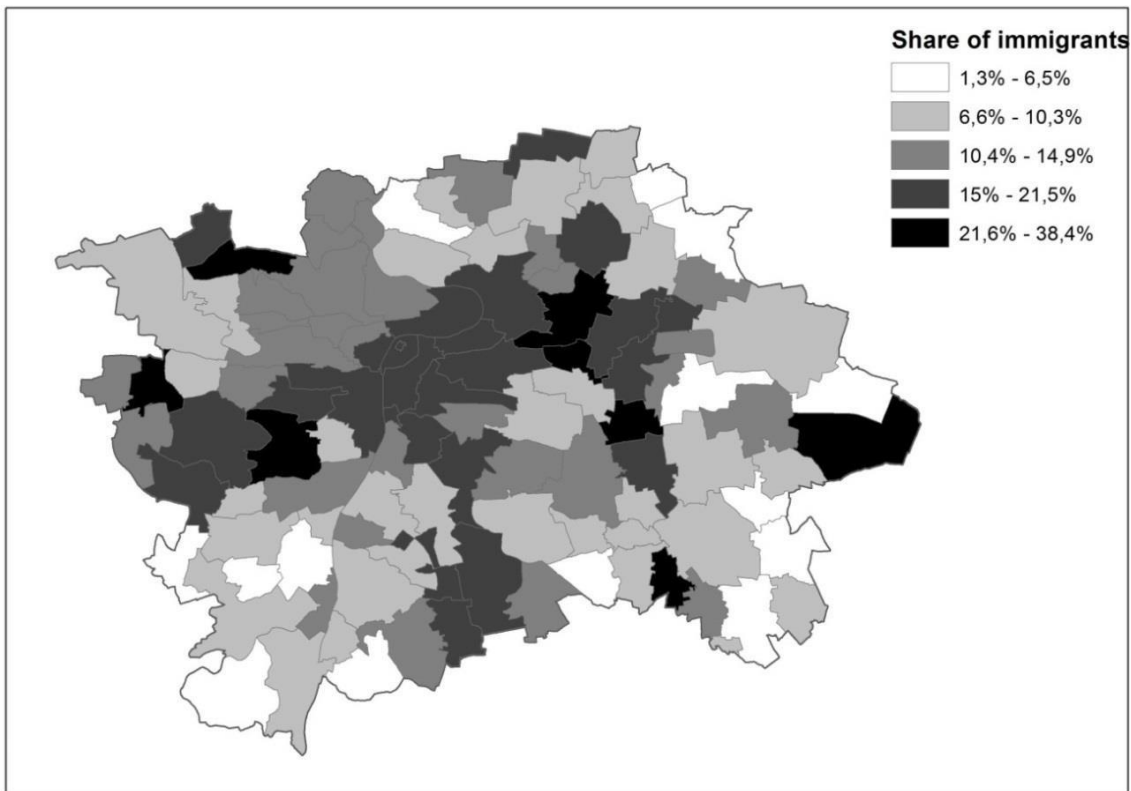 Share of immigrants
1,3% - 6,5%
6,6% - 10,3%
10,4% - 14,9%
15% - 21,5%
21,6% - 38,4%